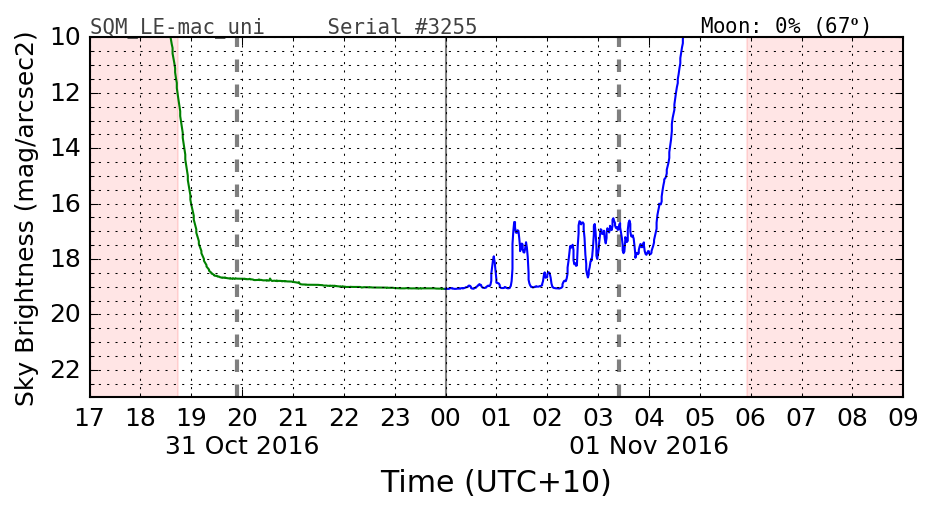 SQM_LE-mac_uni Serial #3255 Moon: 0% (67°)
Sky Brightness (mag/arcsec2)
10
12
14
16
18
20
22
17 18 19 20 21 22 23 00 01 02 03 04 05 06 07 08 09
31 Oct 2016 01 Nov 2016
Time (UTC+10)